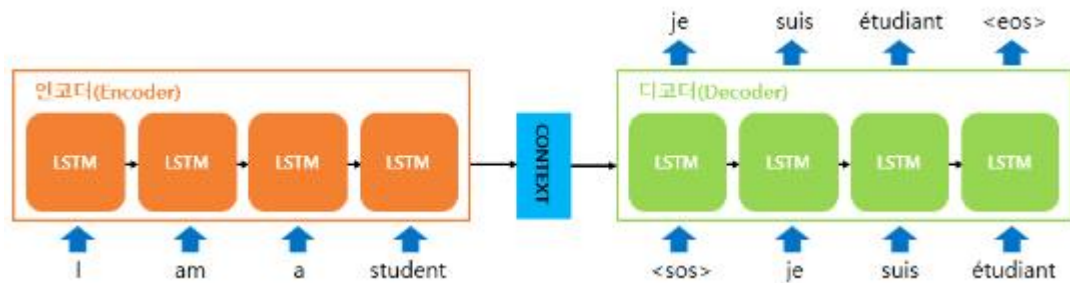 je suis étudiant <eos>
인코더(Encoder)
디코더(Decoder)
LSTM LSTM LSTM LSTM
CONTEXT
LSTM LSTM LSTM LSTM
I am a student
<sos> je suis étudiant